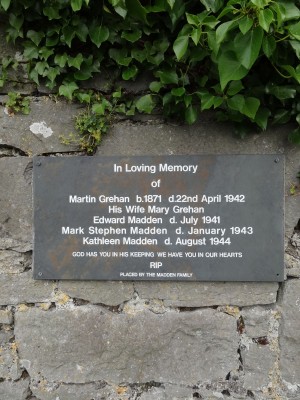 In Loving Memory
of
Martin Grehan b.1871 d.22nd April 1942
His Wife Mary Grehan
Edward Madden d. July 1941
Mark Stephen Madden d. January 1943
Kathleen Madden d. August 1944
GOD HAS YOU IN HIS KEEPING WE HAVE YOU IN OUR HEARTS
RIP
PLACED BY THE MADDEN FAMILY